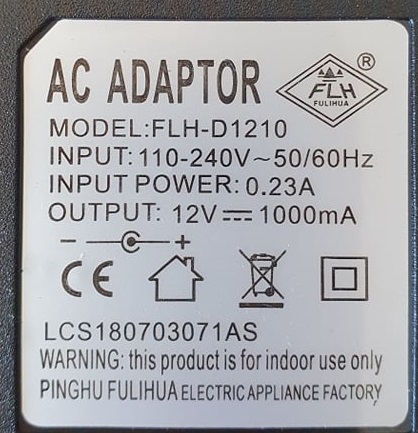 AC ADAPTOR
®
FLH
FULIHUA
MODEL:FLH-D1210
INPUT: 110-240V~50/60Hz
INPUT POWER: 0.23A
OUTPUT: 12V⎓1000mA
− +
CE
LCS180703071AS
WARNING: this product is for indoor use only
PINGHU FULIHUA ELECTRIC APPLIANCE FACTORY